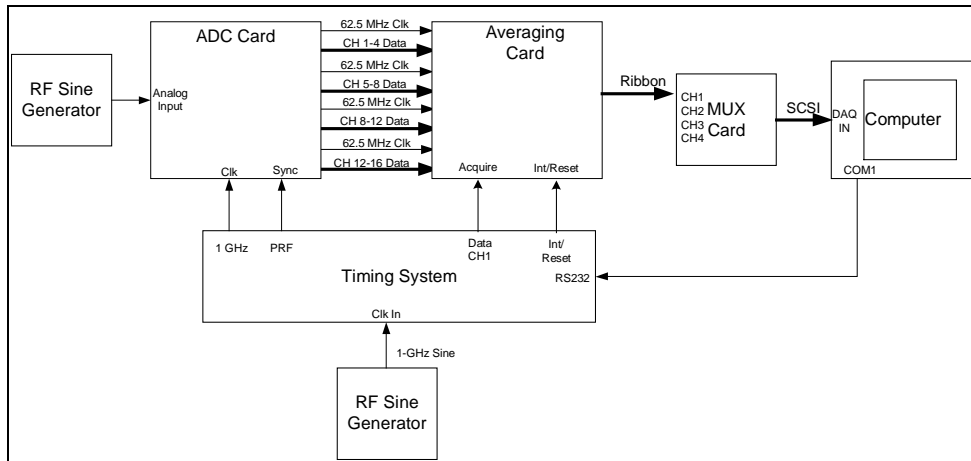 RF Sine
Generator
ADC Card
Analog
Input
Clk
Sync
62.5 MHz Clk
CH 1-4 Data
62.5 MHz Clk
CH 5-8 Data
62.5 MHz Clk
CH 8-12 Data
62.5 MHz Clk
CH 12-16 Data
Averaging
Card
Acquire
Int/Reset
Ribbon
CH1
CH2
CH3
CH4
MUX
Card
SCSI
DAQ
IN
Computer
COM1
1 GHz
PRF
Data
CH1
Int/
Reset
RS232
Timing System
Clk In
1-GHz Sine
RF Sine
Generator